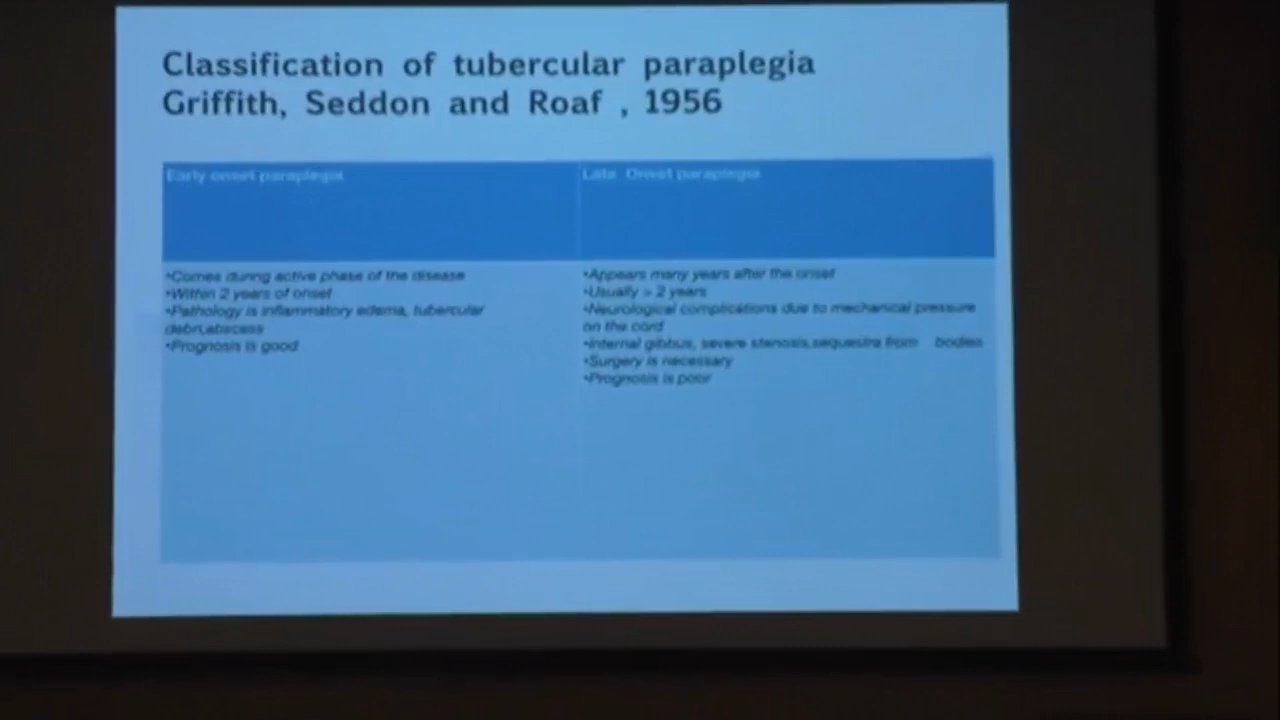 Classification of tubercular paraplegia
Griffith, Seddon and Roaf , 1956
Early onset paraplegia
•Comes during active phase of the disease
•Within 2 years of onset
•Pathology is inflammatory edema, tubercular
debri,abscess
•Prognosis is good
Late Onset paraplegia
•Appears many years after the onset
•Usually > 2 years
•Neurological complications due to mechanical pressure
on the cord
•Internal gibbus, severe stenosis,sequestra from bodies
•Surgery is necessary
•Prognosis is poor